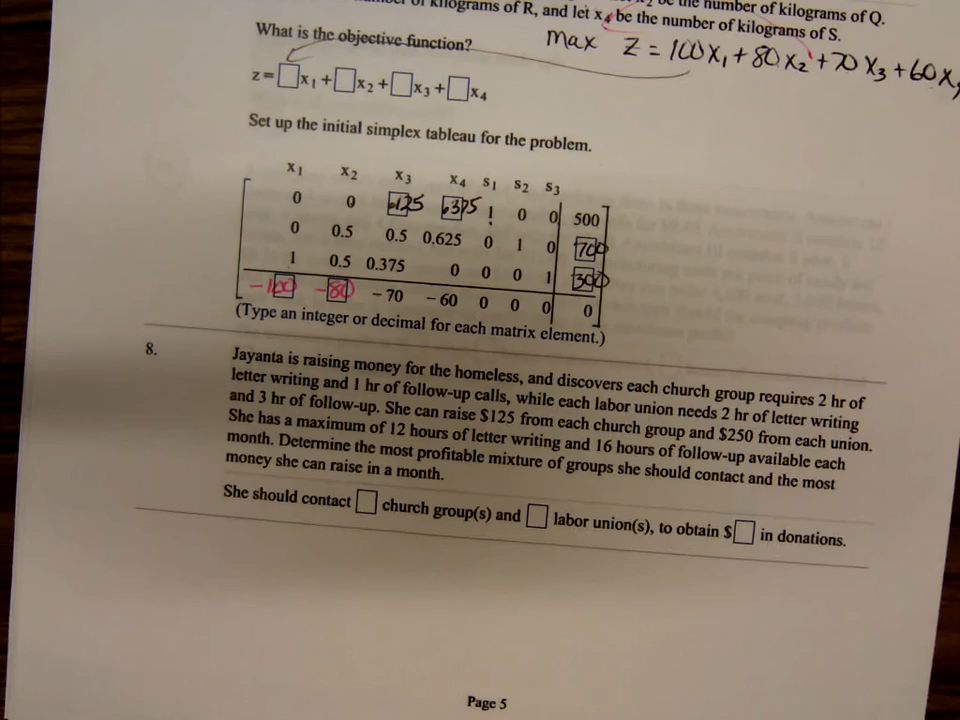 number of kilograms of R, and let x₂ be the number of kilograms of Q.
x₄ be the number of kilograms of S.
What is the objective function?
max z = 100x₁ + 80x₂ + 70x₃ + 60x₄
z = □x₁ + □x₂ + □x₃ + □x₄
Set up the initial simplex tableau for the problem.
x₁ x₂ x₃ x₄ s₁ s₂ s₃
0 0 .125 .375 1 0 0 500
0 0.5 0.5 0.625 0 1 0 700
1 0.5 0.375 0 0 0 1 300
-100 -80 -70 -60 0 0 0 0
(Type an integer or decimal for each matrix element.)
8. Jayanta is raising money for the homeless, and discovers each church group requires 2 hr of
letter writing and 1 hr of follow-up calls, while each labor union needs 2 hr of letter writing
and 3 hr of follow-up. She can raise $125 from each church group and $250 from each union.
She has a maximum of 12 hours of letter writing and 16 hours of follow-up available each
month. Determine the most profitable mixture of groups she should contact and the most
money she can raise in a month.
She should contact □ church group(s) and □ labor union(s), to obtain $□ in donations.
Page 5